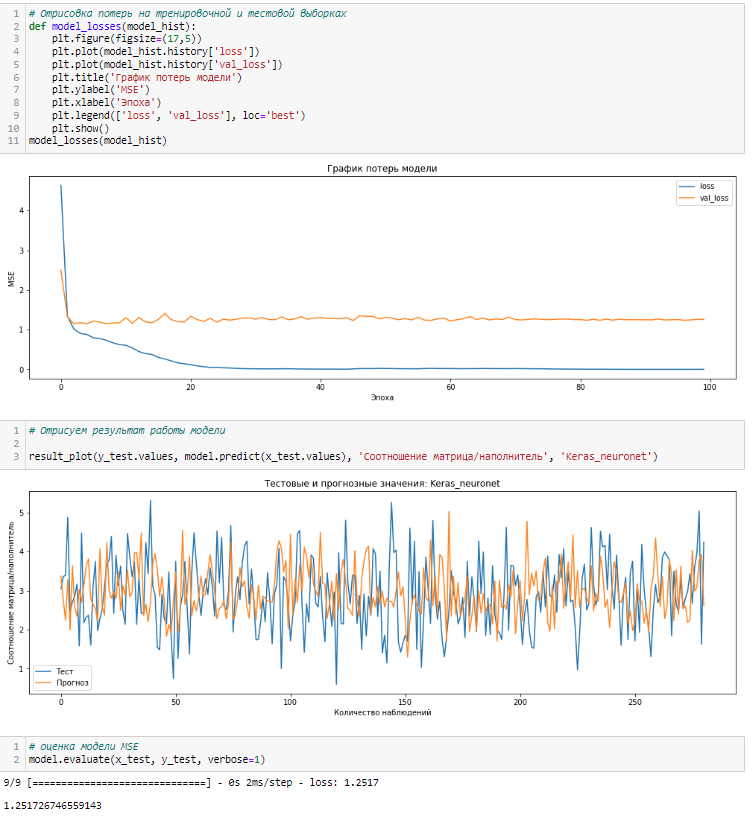 1 # Отрисовка потерь на тренировочной и тестовой выборках
2 def model_losses(model_hist):
3     plt.figure(figsize=(17,5))
4     plt.plot(model_hist.history['loss'])
5     plt.plot(model_hist.history['val_loss'])
6     plt.title('График потерь модели')
7     plt.ylabel('MSE')
8     plt.xlabel('Эпоха')
9     plt.legend(['loss', 'val_loss'], loc='best')
10     plt.show()
11 model_losses(model_hist)
График потерь модели
loss
val_loss
MSE
4
3
2
1
0
0 20 40 60 80 100
Эпоха
1 # Отрисуем результат работы модели
2
3 result_plot(y_test.values, model.predict(x_test.values), 'Соотношение матрица/наполнитель', 'Keras_neuronet')
Тестовые и прогнозные значения: Keras_neuronet
Соотношение матрица/наполнитель
5
4
3
2
1
Тест
Прогноз
0 50 100 150 200 250
Количество наблюдений
1 # оценка модели MSE
2 model.evaluate(x_test, y_test, verbose=1)
9/9 [==============================] - 0s 2ms/step - loss: 1.2517
1.251726746559143